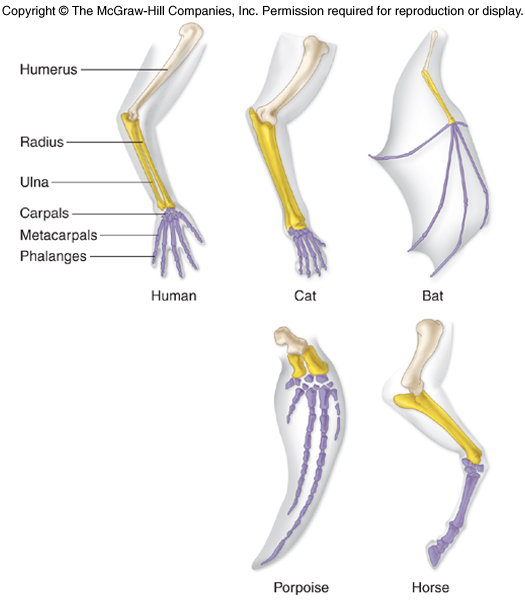 Copyright © The McGraw-Hill Companies, Inc. Permission required for reproduction or display.
Humerus
Radius
Ulna
Carpals
Metacarpals
Phalanges
Human
Cat
Bat
Porpoise
Horse